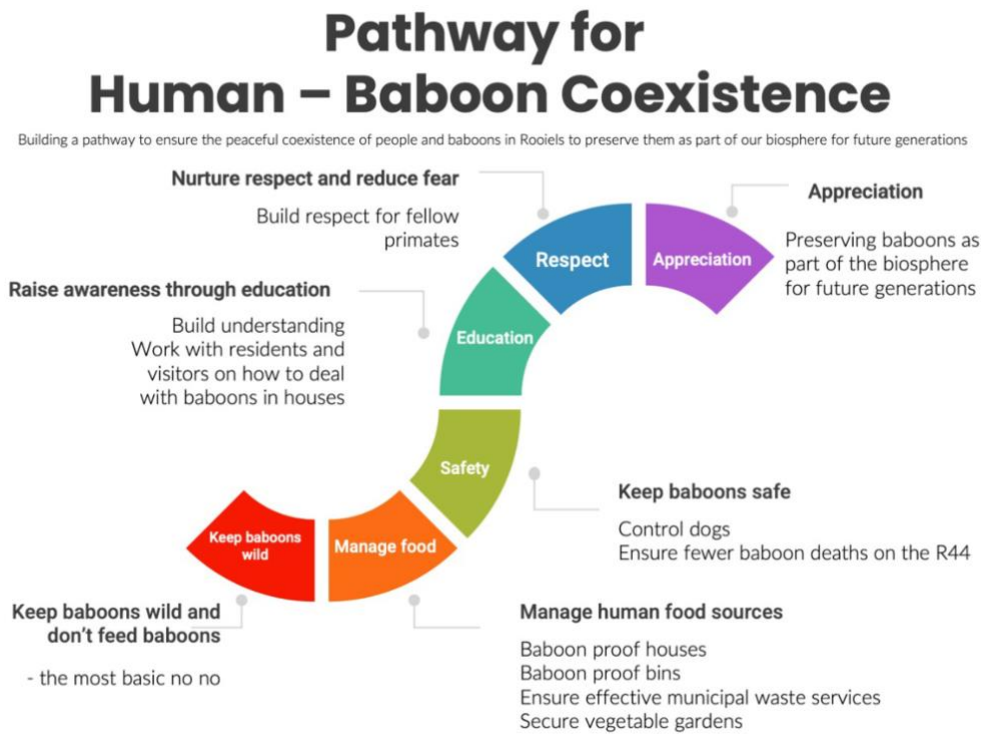 Pathway for
Human – Baboon Coexistence
Building a pathway to ensure the peaceful coexistence of people and baboons in Rooiels to preserve them as part of our biosphere for future generations
Nurture respect and reduce fear
Build respect for fellow
primates
Appreciation
Preserving baboons as
part of the biosphere
for future generations
Respect
Appreciation
Raise awareness through education
Build understanding
Work with residents and
visitors on how to deal
with baboons in houses
Education
Safety
Keep baboons safe
Control dogs
Ensure fewer baboon deaths on the R44
Keep baboons
wild
Manage food
Keep baboons wild and
don’t feed baboons
- the most basic no no
Manage human food sources
Baboon proof houses
Baboon proof bins
Ensure effective municipal waste services
Secure vegetable gardens